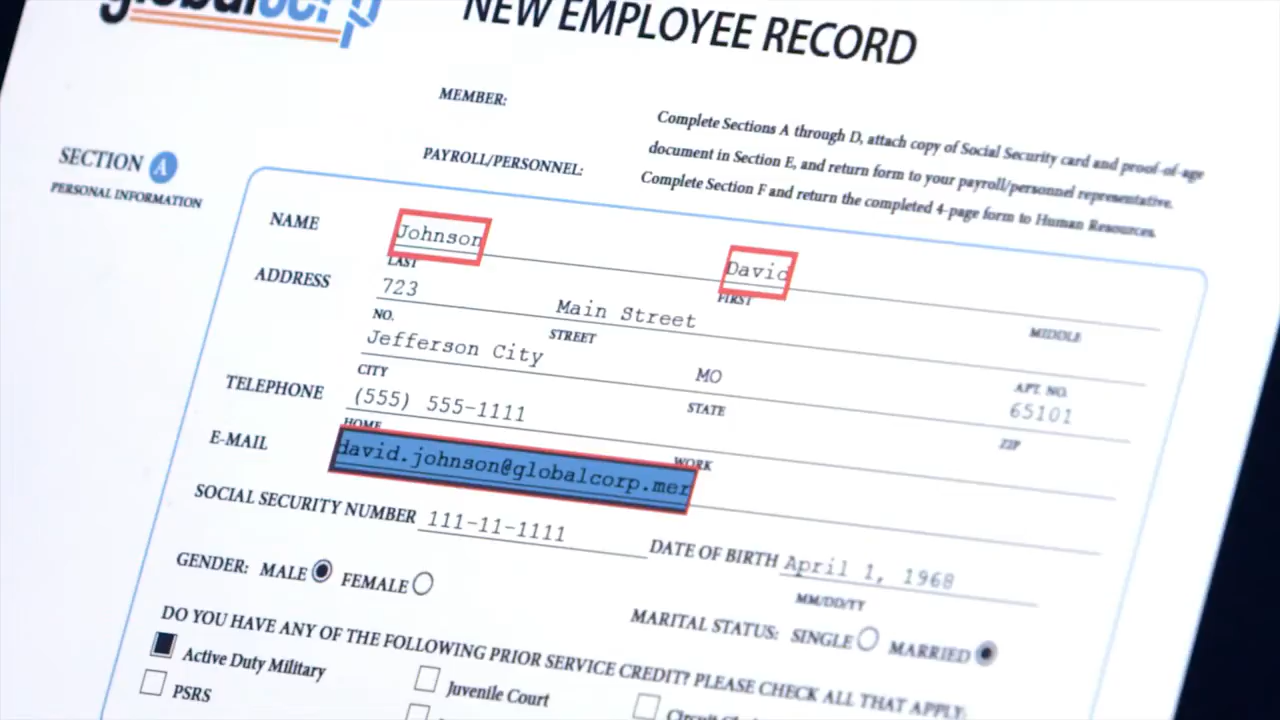 globalcorp
NEW EMPLOYEE RECORD
MEMBER:
Complete Sections A through D, attach copy of Social Security card and proof-of-age
document in Section E, and return form to your payroll/personnel representative.
Complete Section F and return the completed 4-page form to Human Resources.
PAYROLL/PERSONNEL:
SECTION A
PERSONAL INFORMATION
NAME Johnson David
LAST FIRST MIDDLE
ADDRESS 723 Main Street
NO. STREET APT. NO.
Jefferson City MO 65101
CITY STATE ZIP
TELEPHONE (555) 555-1111
HOME WORK
E-MAIL david.johnson@globalcorp.mer
SOCIAL SECURITY NUMBER 111-11-1111 DATE OF BIRTH April 1, 1968
MM/DD/YY
GENDER: MALE FEMALE
MARITAL STATUS: SINGLE MARRIED
DO YOU HAVE ANY OF THE FOLLOWING PRIOR SERVICE CREDIT? PLEASE CHECK ALL THAT APPLY:
Active Duty Military Juvenile Court
PSRS